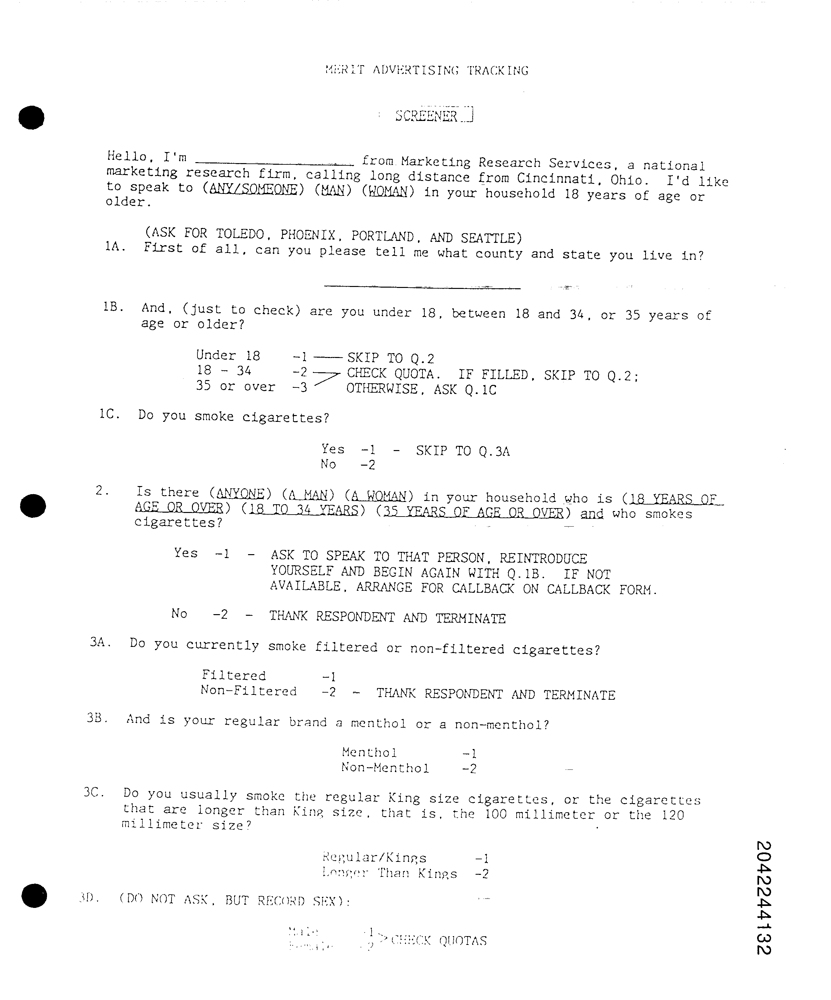 MERIT ADVERTISING TRACKING
SCREENER
Hello, I'm ____________________ from Marketing Research Services, a national
marketing research firm, calling long distance from Cincinnati, Ohio. I'd like
to speak to (ANY/SOMEONE) (MAN) (WOMAN) in your household 18 years of age or
older.
(ASK FOR TOLEDO, PHOENIX, PORTLAND, AND SEATTLE)
1A. First of all, can you please tell me what county and state you live in?
1B. And, (just to check) are you under 18, between 18 and 34, or 35 years of
age or older?
Under 18 -1 — SKIP TO Q.2
18 - 34 -2 — CHECK QUOTA. IF FILLED, SKIP TO Q.2;
35 or over -3 OTHERWISE, ASK Q.1C
1C. Do you smoke cigarettes?
Yes -1 - SKIP TO Q.3A
No -2
2. Is there (ANYONE) (A MAN) (A WOMAN) in your household who is (18 YEARS OF
AGE OR OVER) (18 TO 34 YEARS) (35 YEARS OF AGE OR OVER) and who smokes
cigarettes?
Yes -1 - ASK TO SPEAK TO THAT PERSON, REINTRODUCE
YOURSELF AND BEGIN AGAIN WITH Q.1B. IF NOT
AVAILABLE, ARRANGE FOR CALLBACK ON CALLBACK FORM.
No -2 - THANK RESPONDENT AND TERMINATE
3A. Do you currently smoke filtered or non-filtered cigarettes?
Filtered -1
Non-Filtered -2 - THANK RESPONDENT AND TERMINATE
3B. And is your regular brand a menthol or a non-menthol?
Menthol -1
Non-Menthol -2
3C. Do you usually smoke the regular King size cigarettes, or the cigarettes
that are longer than King size, that is, the 100 millimeter or the 120
millimeter size?
Regular/Kings -1
Longer Than Kings -2
3D. (DO NOT ASK, BUT RECORD SEX):
Male -1
Female -2 > CHECK QUOTAS
2042244132